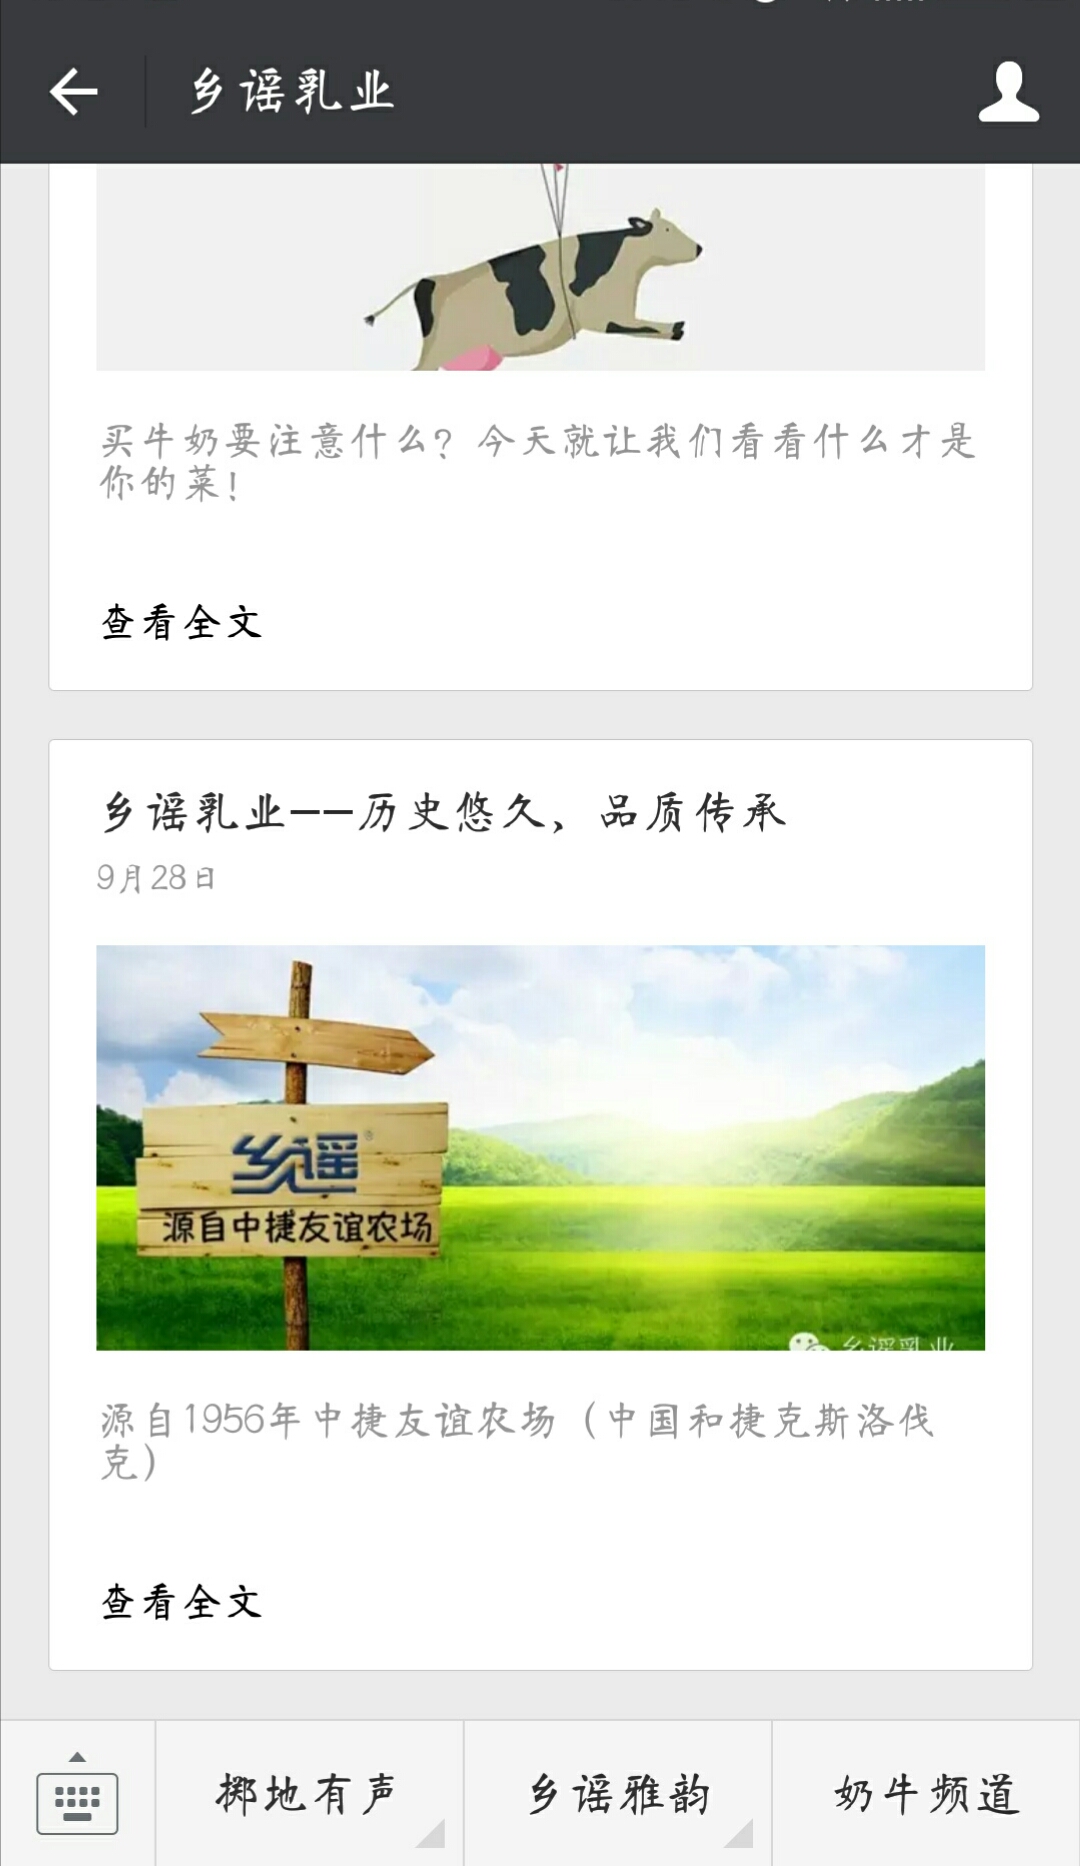 乡谣乳业
买牛奶要注意什么？今天就让我们看看什么才是
你的菜！
查看全文
乡谣乳业——历史悠久，品质传承
9月28日
乡谣®
源自中捷友谊农场
乡谣乳业
源自1956年中捷友谊农场（中国和捷克斯洛伐
克）
查看全文
掷地有声
乡谣雅韵
奶牛频道